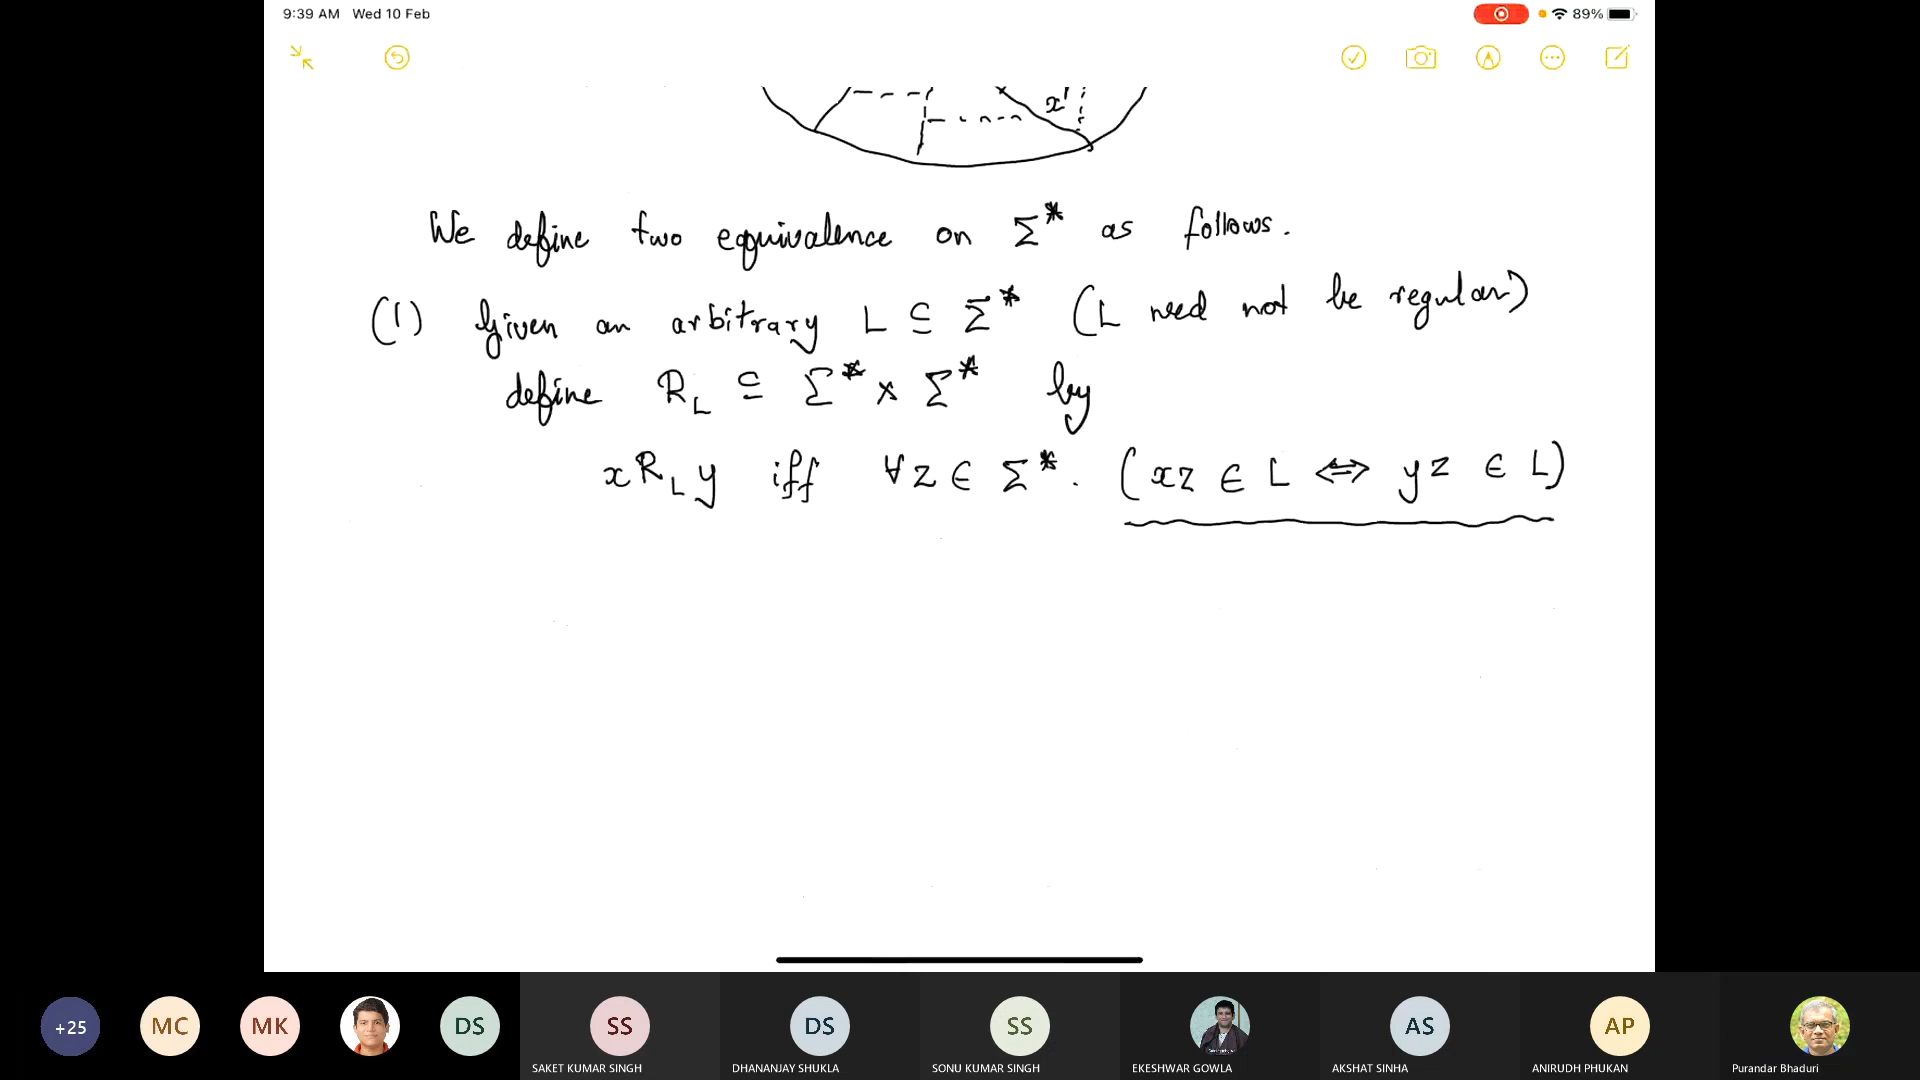 9:39 AM Wed 10 Feb
89%
x'
We define two equivalence on Σ* as follows.
(1) Given an arbitrary L ⊆ Σ* (L need not be regular)
define R_L ⊆ Σ* × Σ* by
x R_L y iff ∀z ∈ Σ*. (xz ∈ L ⇔ yz ∈ L)
+25 MC MK DS SS DS SS AS AP
SAKET KUMAR SINGH DHANANJAY SHUKLA SONU KUMAR SINGH EKESHWAR GOWLA AKSHAT SINHA ANIRUDH PHUKAN Purandar Bhaduri